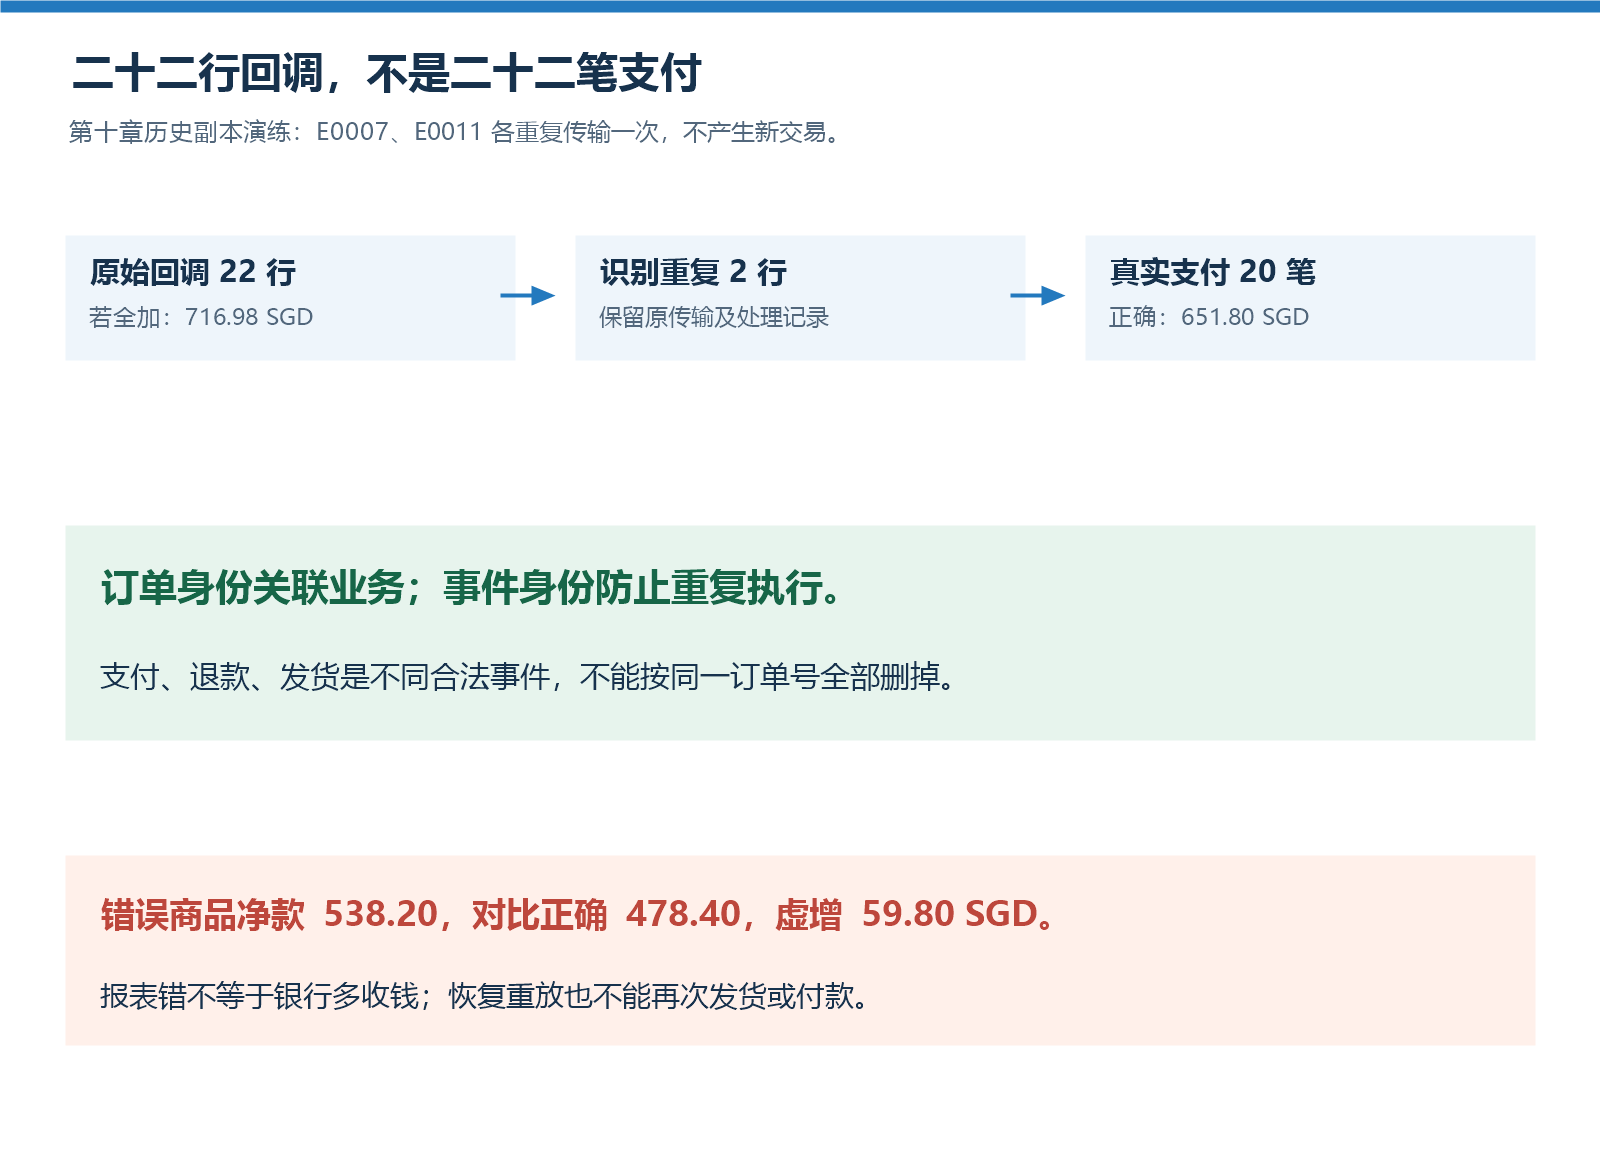 二十二行回调，不是二十二笔支付
第十章历史副本演练：E0007、E0011 各重复传输一次，不产生新交易。
原始回调 22 行
若全加：716.98 SGD
识别重复 2 行
保留原传输及处理记录
真实支付 20 笔
正确：651.80 SGD
订单身份关联业务；事件身份防止重复执行。
支付、退款、发货是不同合法事件，不能按同一订单号全部删掉。
错误商品净款 538.20，对比正确 478.40，虚增 59.80 SGD。
报表错不等于银行多收钱；恢复重放也不能再次发货或付款。